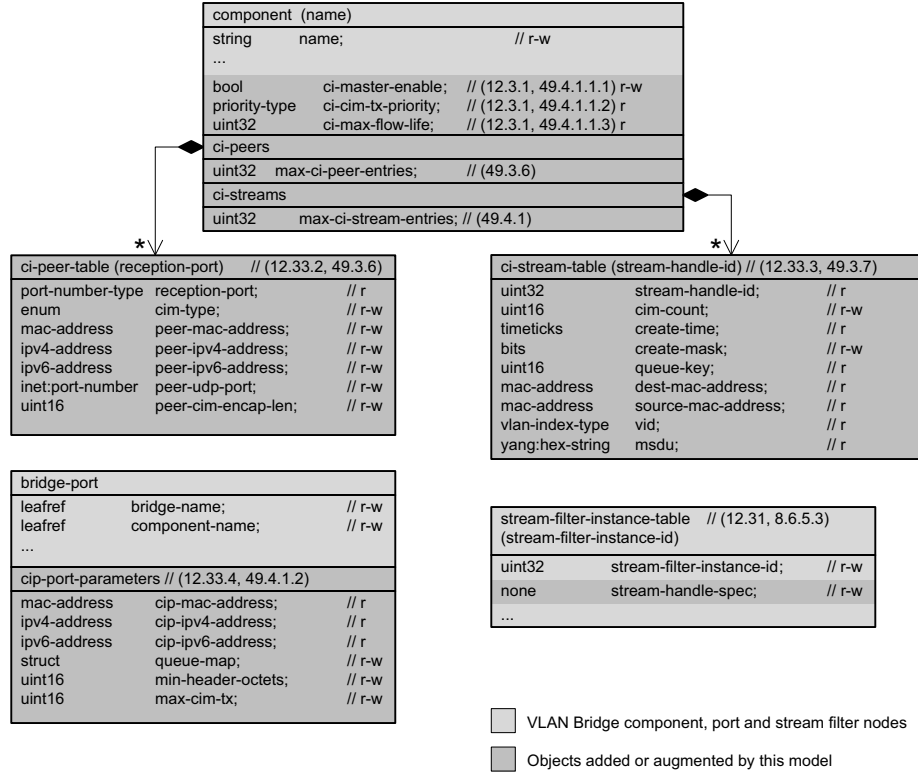 component (name)
string name; // r-w
...
bool ci-master-enable; // (12.3.1, 49.4.1.1.1) r-w
priority-type ci-cim-tx-priority; // (12.3.1, 49.4.1.1.2) r
uint32 ci-max-flow-life; // (12.3.1, 49.4.1.1.3) r
ci-peers
uint32 max-ci-peer-entries; // (49.3.6)
ci-streams
uint32 max-ci-stream-entries; // (49.4.1)
*
*
ci-peer-table (reception-port) // (12.33.2, 49.3.6)
port-number-type reception-port; // r
enum cim-type; // r-w
mac-address peer-mac-address; // r-w
ipv4-address peer-ipv4-address; // r-w
ipv6-address peer-ipv6-address; // r-w
inet:port-number peer-udp-port; // r-w
uint16 peer-cim-encap-len; // r-w
ci-stream-table (stream-handle-id) // (12.33.3, 49.3.7)
uint32 stream-handle-id; // r
uint16 cim-count; // r-w
timeticks create-time; // r
bits create-mask; // r-w
uint16 queue-key; // r
mac-address dest-mac-address; // r
mac-address source-mac-address; // r
vlan-index-type vid; // r
yang:hex-string msdu; // r
bridge-port
leafref bridge-name; // r-w
leafref component-name; // r-w
...
cip-port-parameters // (12.33.4, 49.4.1.2)
mac-address cip-mac-address; // r
ipv4-address cip-ipv4-address; // r
ipv6-address cip-ipv6-address; // r
struct queue-map; // r-w
uint16 min-header-octets; // r-w
uint16 max-cim-tx; // r-w
stream-filter-instance-table // (12.31, 8.6.5.3)
(stream-filter-instance-id)
uint32 stream-filter-instance-id; // r-w
none stream-handle-spec; // r-w
...
VLAN Bridge component, port and stream filter nodes
Objects added or augmented by this model